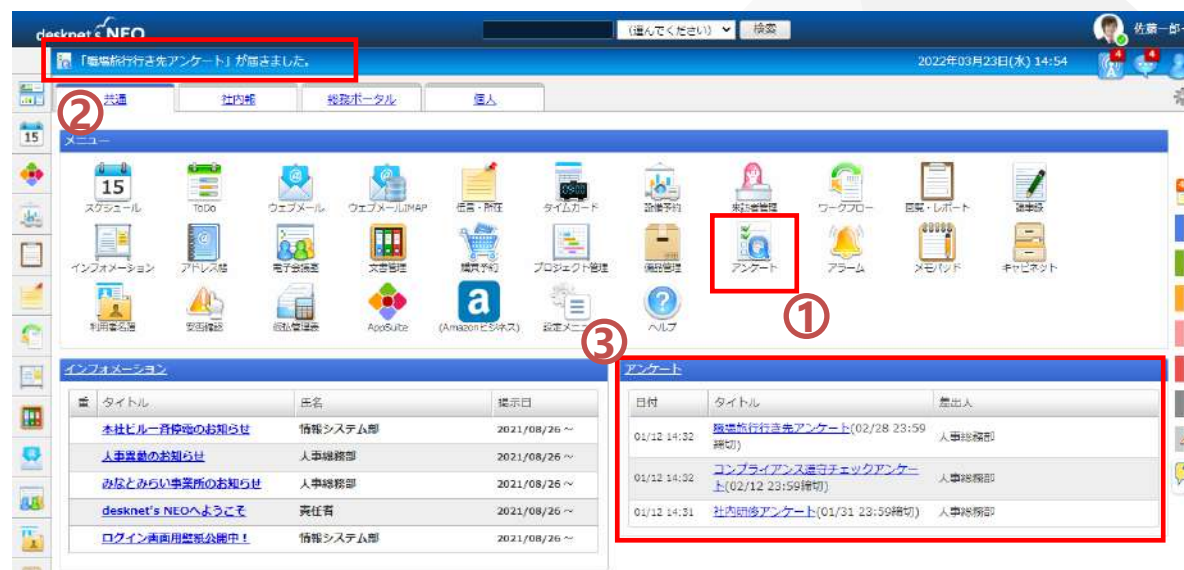 desknet's NEO
(選んでください)
検索
佐藤一郎
「職場旅行行き先アンケート」が届きました。
2022年03月23日(水) 14:54
4
4
②
共通
社内報
総務ポータル
個人
15
メニュー
15
スケジュール
ToDo
ウェブメール
ウェブメールIMAP
伝言・所在
タイムカード
設備予約
来訪者管理
ワークフロー
回覧・レポート
議事録
インフォメーション
アドレス帳
電子会議室
文書管理
購買予約
プロジェクト管理
備品管理
アンケート
アラーム
メモパッド
キャビネット
利用者名簿
安否確認
仮払管理表
AppSuite
(Amazonビジネス)
設定メニュー
ヘルプ
①
③
インフォメーション
アンケート
重
タイトル
氏名
掲示日
本社ビル一斉停電のお知らせ
情報システム部
2021/08/26 ～
人事異動のお知らせ
人事総務部
2021/08/26 ～
みなとみらい事業所のお知らせ
人事総務部
2021/08/26 ～
desknet's NEOへようこそ
責任者
2021/08/26 ～
ログイン画面用壁紙公開中！
情報システム部
2021/08/26 ～
日付
タイトル
差出人
01/12 14:32
職場旅行行き先アンケート(02/28 23:59
締切)
人事総務部
01/12 14:32
コンプライアンス遵守チェックアンケー
ト(02/12 23:59締切)
人事総務部
01/12 14:31
社内研修アンケート(01/31 23:59締切)
人事総務部